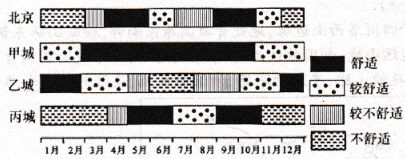 北京
甲城
乙城
丙城
舒适
较舒适
较不舒适
不舒适
1月 2月 3月 4月 5月 6月 7月 8月 9月 10月 11月 12月